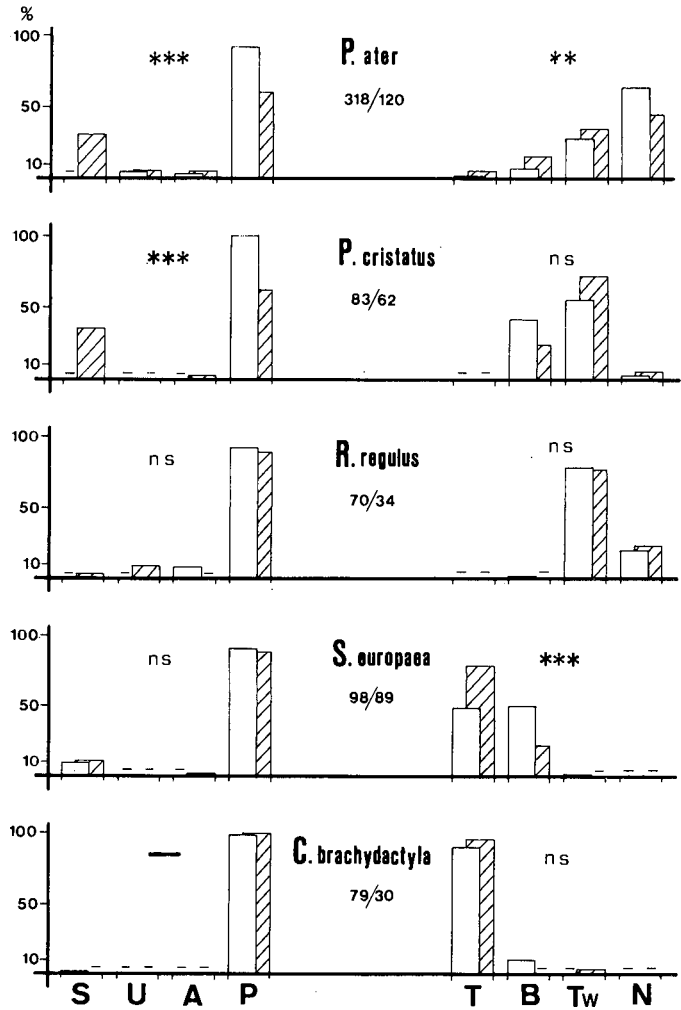 %
100
50
10
***
P. ater
318/120
**
100
50
10
***
P. cristatus
83/62
ns
100
50
10
ns
R. regulus
70/34
ns
100
50
10
ns
S. europaea
98/89
***
100
50
10
C. brachydactyla
79/30
ns
S U A P T B Tw N